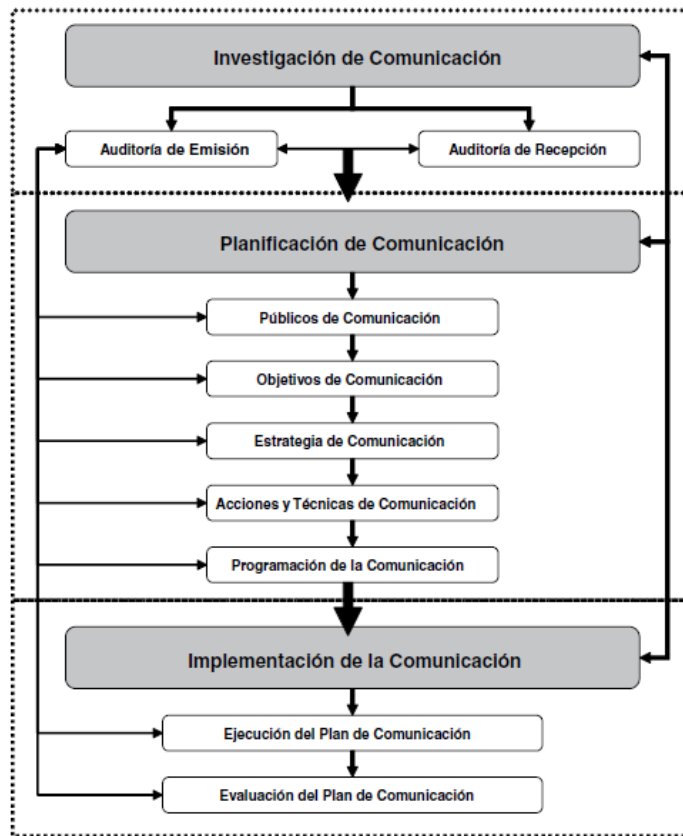 Investigación de Comunicación
Auditoría de Emisión
Auditoría de Recepción
Planificación de Comunicación
Públicos de Comunicación
Objetivos de Comunicación
Estrategia de Comunicación
Acciones y Técnicas de Comunicación
Programación de la Comunicación
Implementación de la Comunicación
Ejecución del Plan de Comunicación
Evaluación del Plan de Comunicación